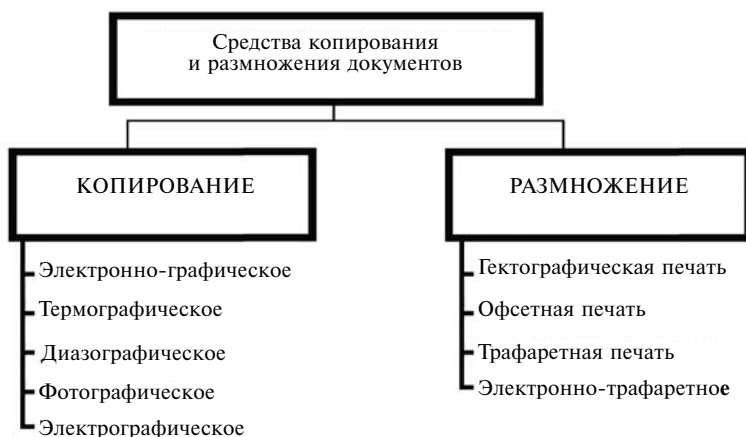 Средства копирования
и размножения документов
КОПИРОВАНИЕ
Электронно-графическое
Термографическое
Диазографическое
Фотографическое
Электрографическое
РАЗМНОЖЕНИЕ
Гектографическая печать
Офсетная печать
Трафаретная печать
Электронно-трафаретное